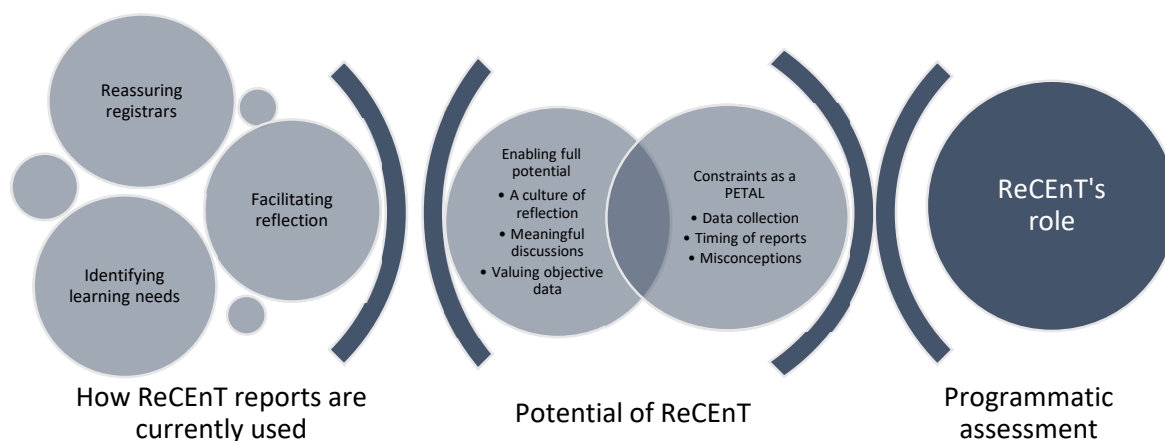 Reassuring
registrars
Facilitating
reflection
Identifying
learning needs
How ReCEnT reports are
currently used
Enabling full
potential
• A culture of
reflection
• Meaningful
discussions
• Valuing objective
data
Constraints as a
PETAL
• Data collection
• Timing of reports
• Misconceptions
Potential of ReCEnT
ReCEnT's
role
Programmatic
assessment